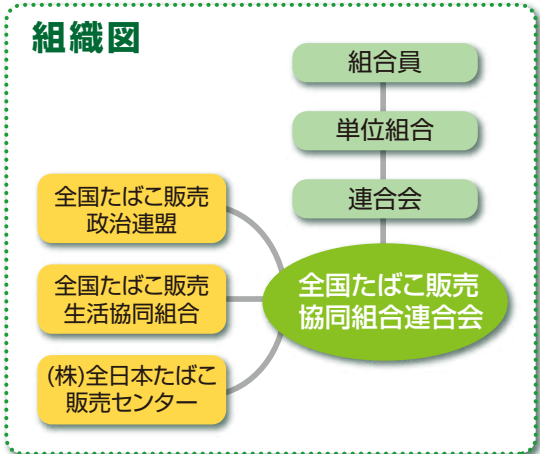 組織図
組合員
単位組合
連合会
全国たばこ販売
政治連盟
全国たばこ販売
生活協同組合
(株)全日本たばこ
販売センター
全国たばこ販売
協同組合連合会